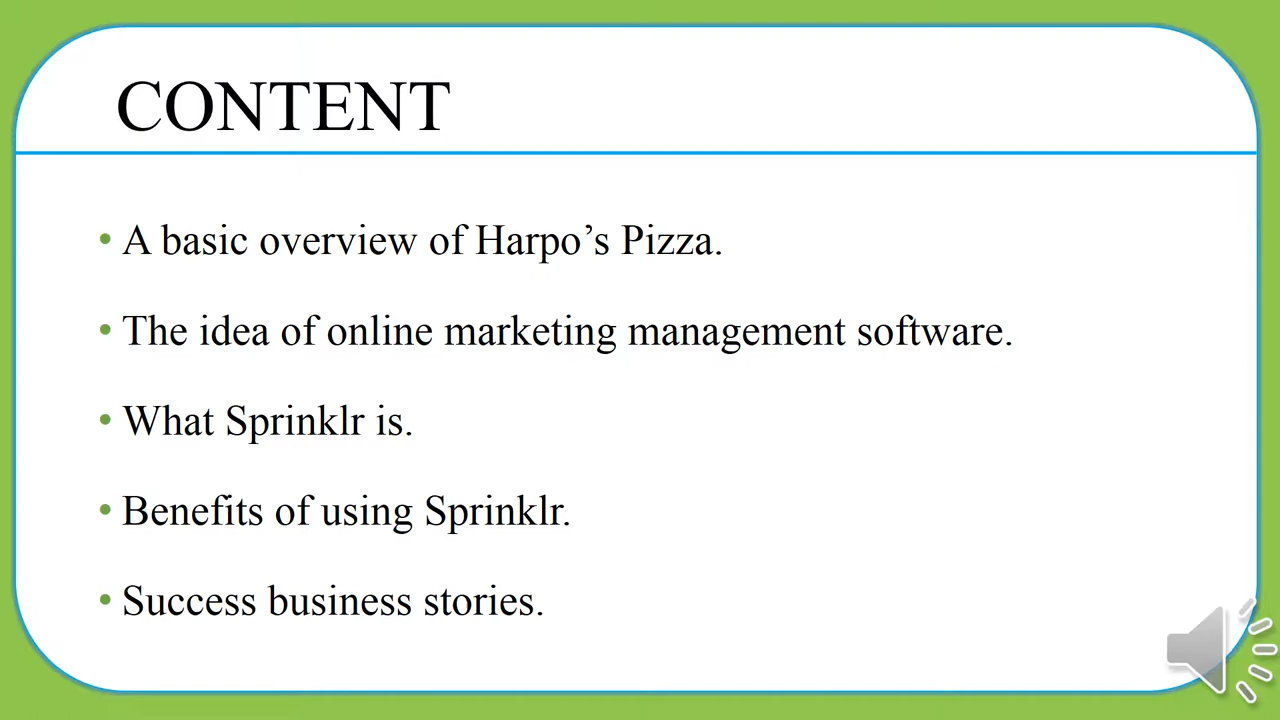 CONTENT
• A basic overview of Harpo’s Pizza.
• The idea of online marketing management software.
• What Sprinklr is.
• Benefits of using Sprinklr.
• Success business stories.